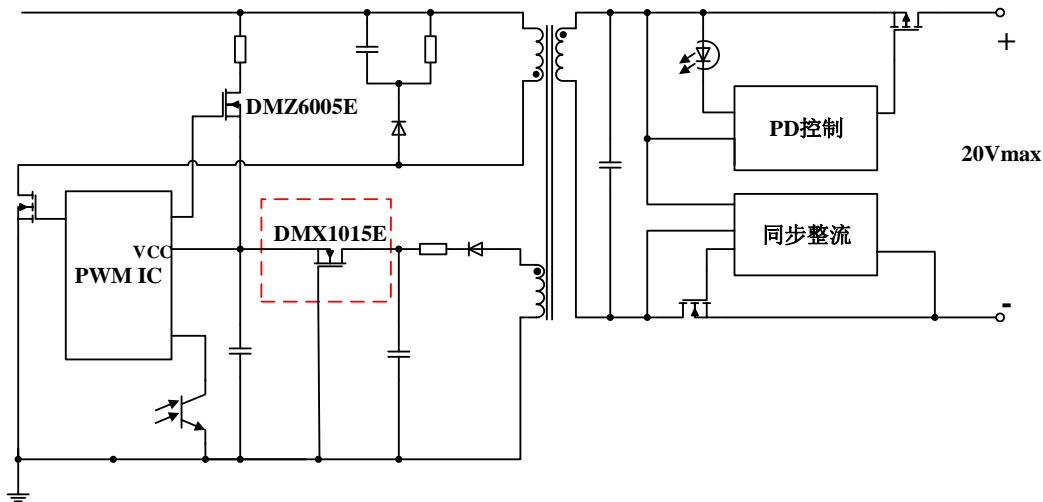 DMZ6005E
+
PD控制
20Vmax
DMX1015E
VCC
PWM IC
同步整流
-